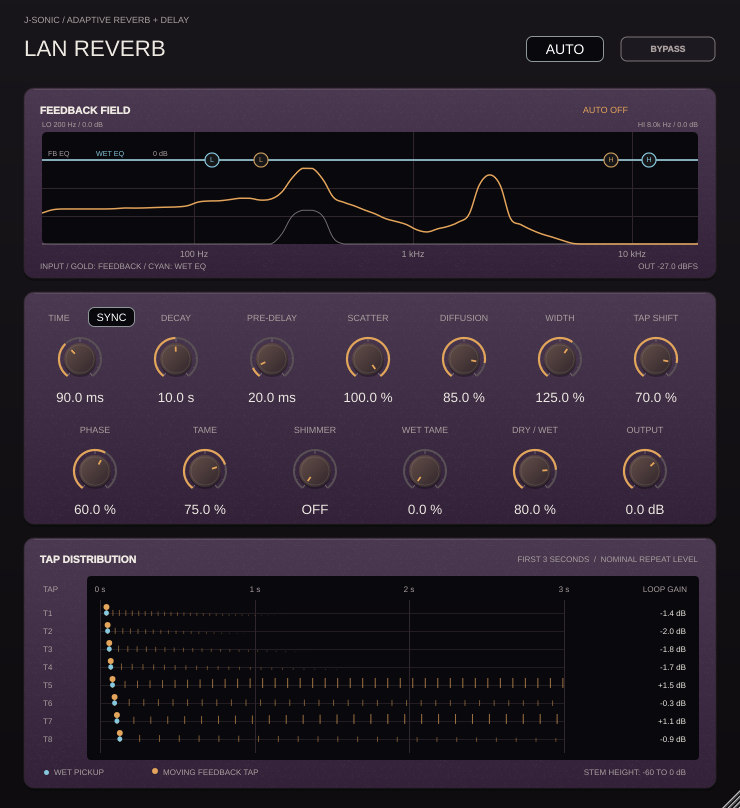 J-SONIC / ADAPTIVE REVERB + DELAY
LAN REVERB
AUTO
BYPASS
FEEDBACK FIELD
AUTO OFF
LO 200 Hz / 0.0 dB
HI 8.0k Hz / 0.0 dB
FB EQ WET EQ 0 dB
L L H H
100 Hz 1 kHz 10 kHz
INPUT / GOLD: FEEDBACK / CYAN: WET EQ
OUT -27.0 dBFS
TIME SYNC DECAY PRE-DELAY SCATTER DIFFUSION WIDTH TAP SHIFT
90.0 ms 10.0 s 20.0 ms 100.0 % 85.0 % 125.0 % 70.0 %
PHASE TAME SHIMMER WET TAME DRY / WET OUTPUT
60.0 % 75.0 % OFF 0.0 % 80.0 % 0.0 dB
TAP DISTRIBUTION
FIRST 3 SECONDS / NOMINAL REPEAT LEVEL
TAP 0 s 1 s 2 s 3 s LOOP GAIN
T1 -1.4 dB
T2 -2.0 dB
T3 -1.8 dB
T4 -1.7 dB
T5 +1.5 dB
T6 -0.3 dB
T7 +1.1 dB
T8 -0.9 dB
WET PICKUP MOVING FEEDBACK TAP STEM HEIGHT: -60 TO 0 dB